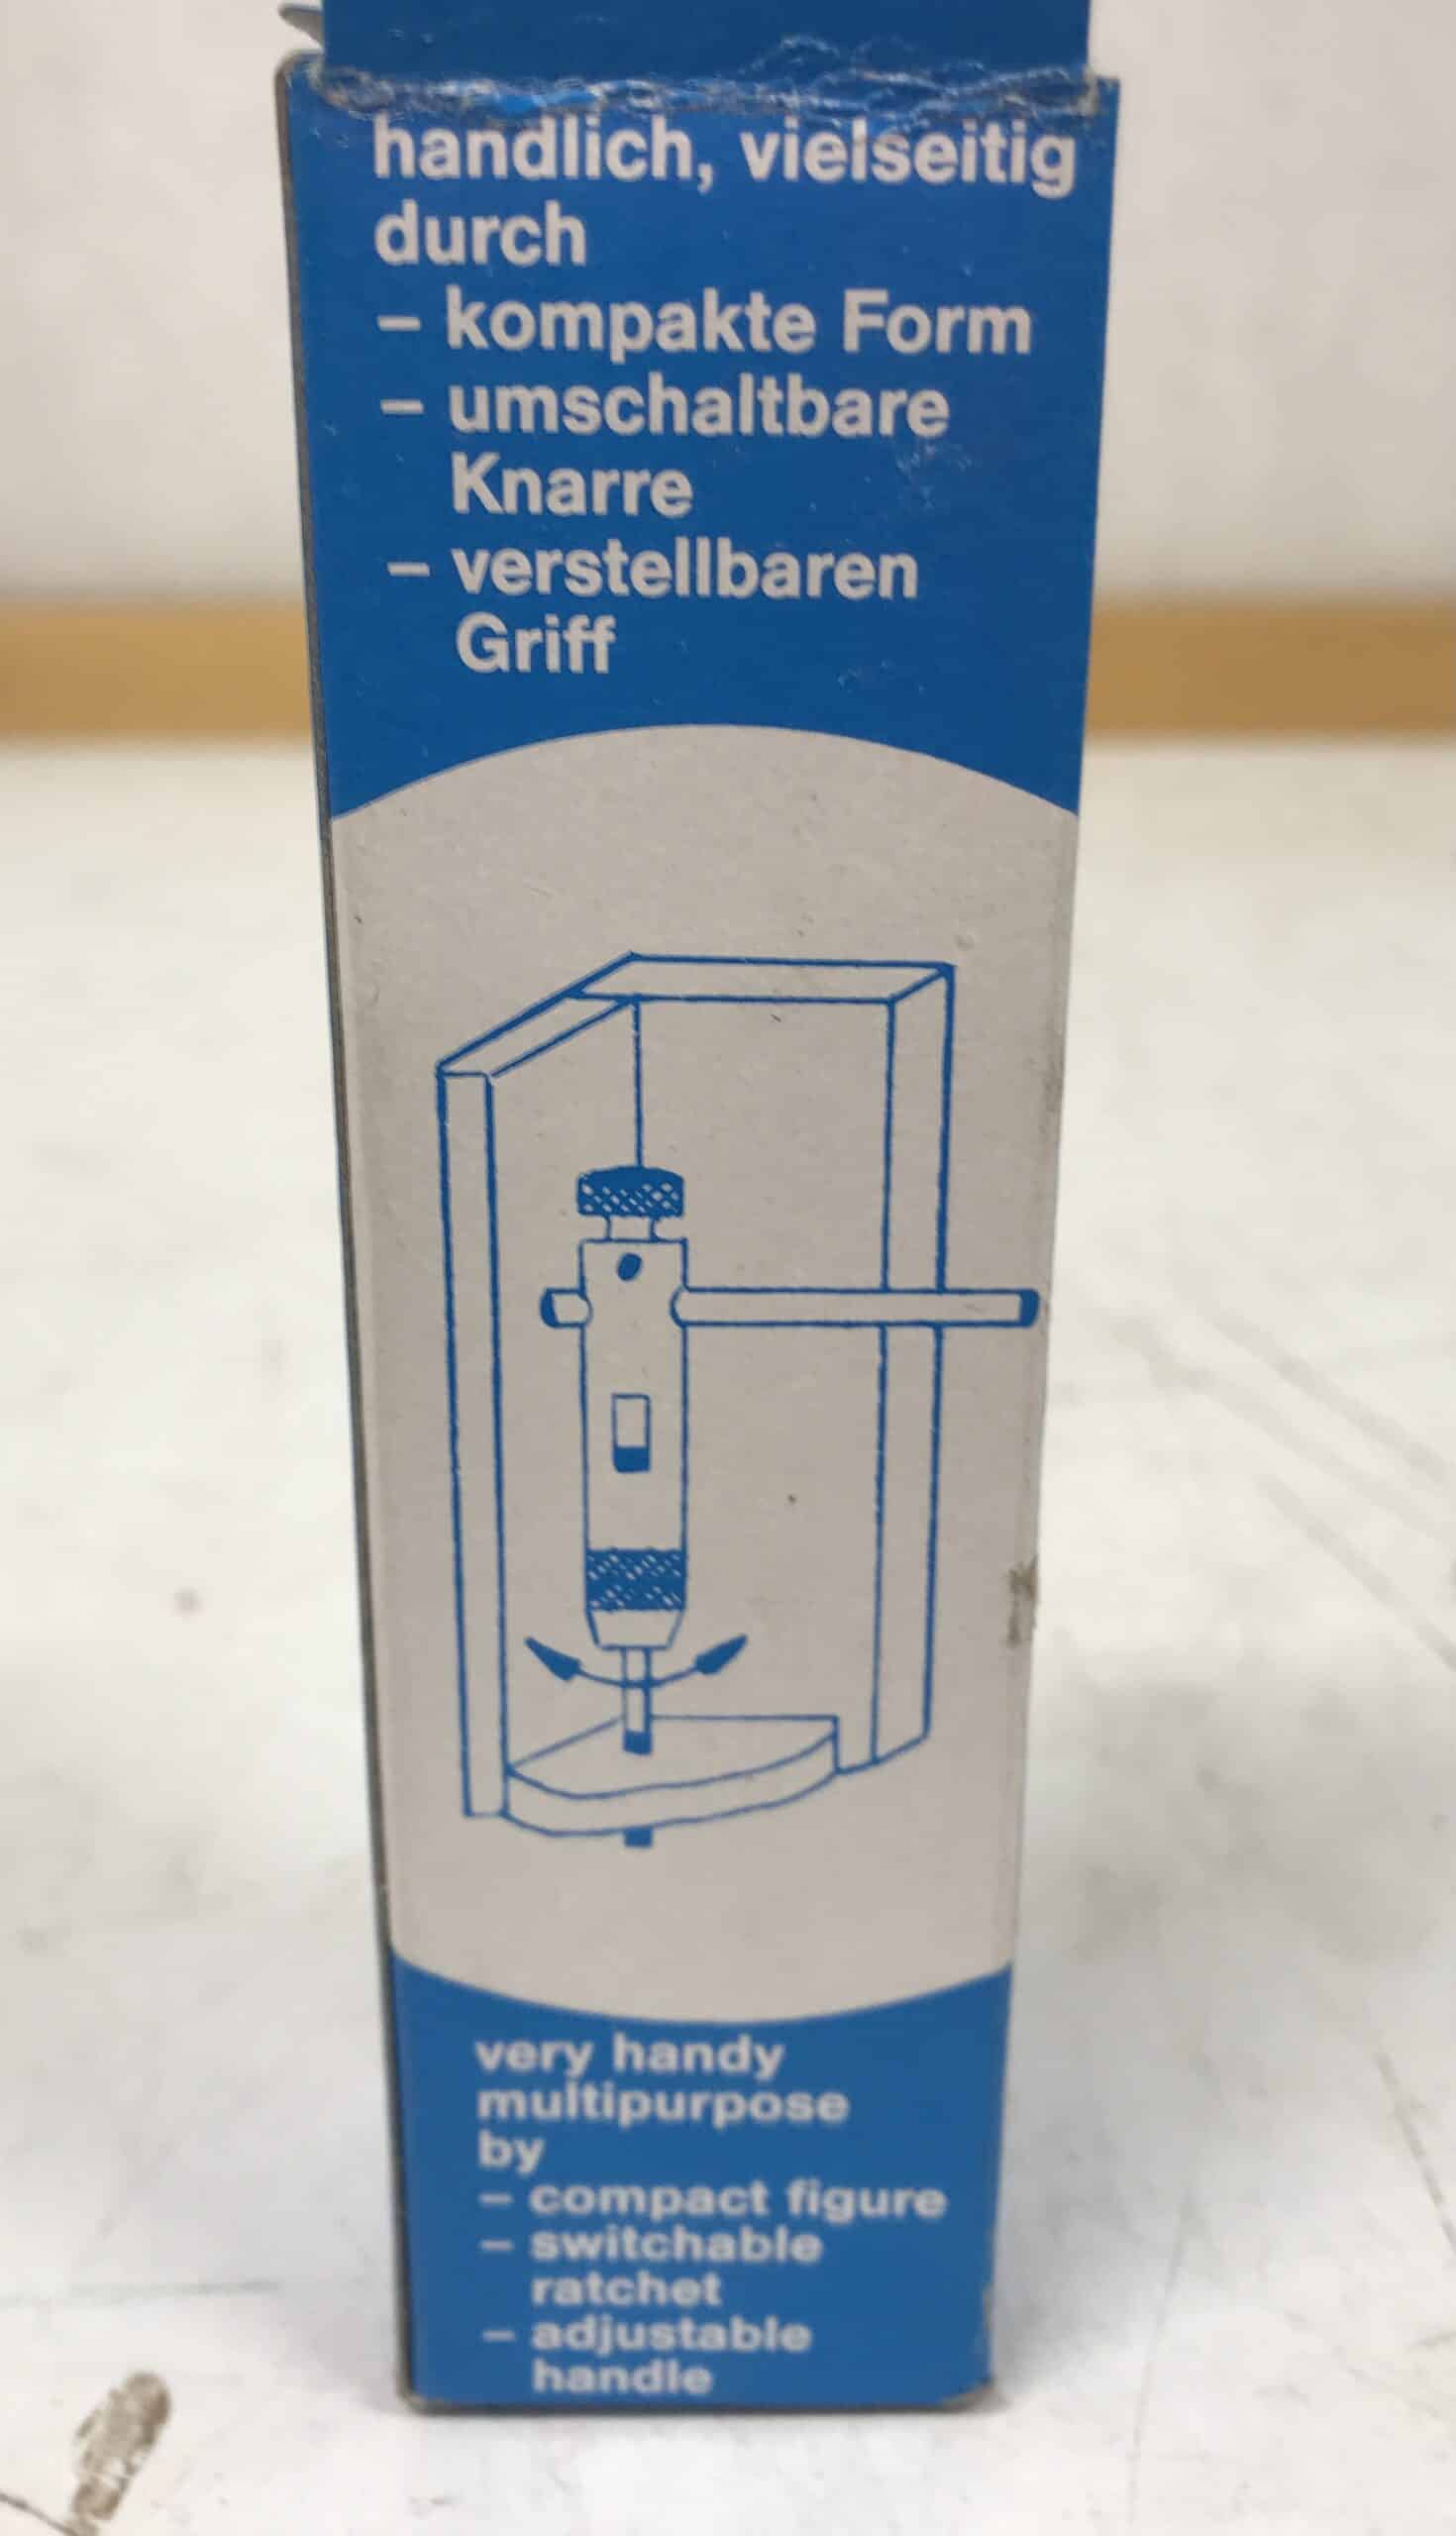 handlich, vielseitig
durch
– kompakte Form
– umschaltbare
Knarre
– verstellbaren
Griff
very handy
multipurpose
by
– compact figure
– switchable
ratchet
– adjustable
handle